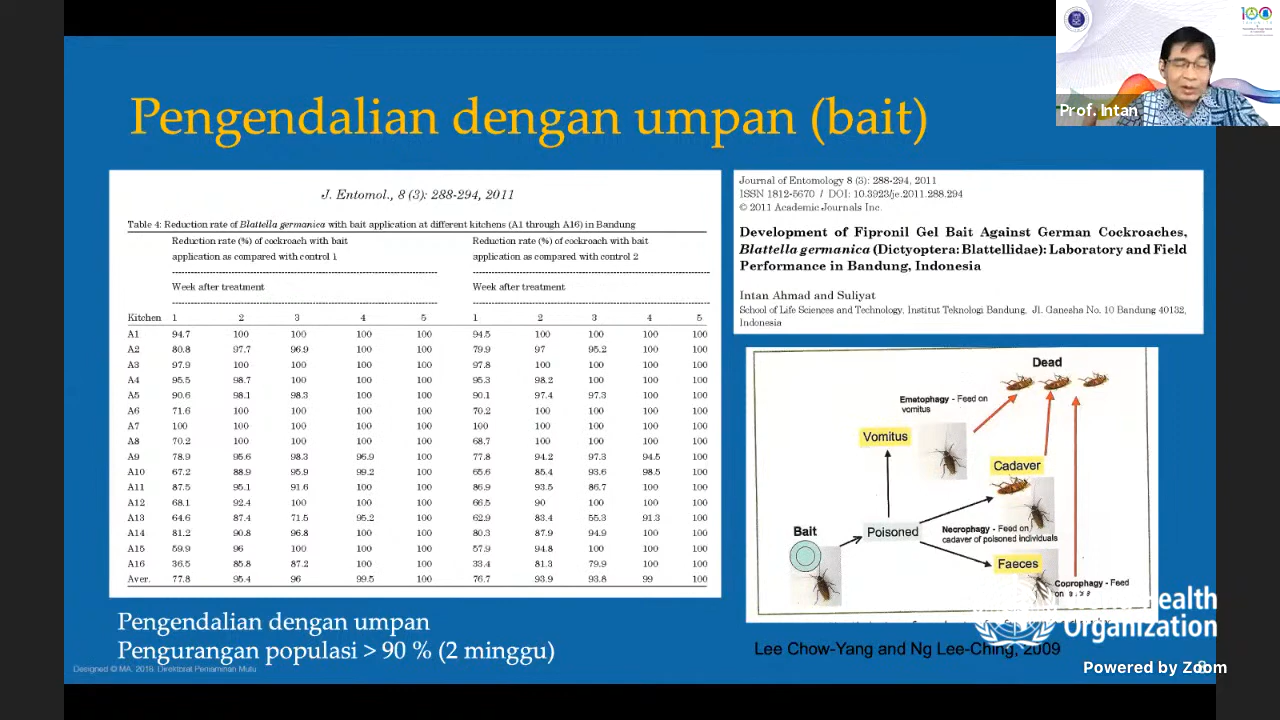 Pengendalian dengan umpan (bait)
Prof. Intan
J. Entomol., 8 (3): 288-294, 2011
Table 4: Reduction rate of Blattella germanica with bait application at different kitchens (A1 through A16) in Bandung
Reduction rate (%) of cockroach with bait application as compared with control 1
Reduction rate (%) of cockroach with bait application as compared with control 2
Week after treatment
Week after treatment
Kitchen 1 2 3 4 5 1 2 3 4 5
A1 94.7 100 100 100 100 94.5 100 100 100 100
A2 80.8 97.7 96.9 100 100 79.9 97 95.2 100 100
A3 97.9 100 100 100 100 97.8 100 100 100 100
A4 95.5 98.7 100 100 100 95.3 98.2 100 100 100
A5 90.6 98.1 98.3 100 100 90.1 97.4 97.3 100 100
A6 71.6 100 100 100 100 70.2 100 100 100 100
A7 100 100 100 100 100 100 100 100 100 100
A8 70.2 100 100 100 100 68.7 100 100 100 100
A9 78.9 95.6 98.3 96.9 100 77.8 94.2 97.3 94.5 100
A10 67.2 88.9 95.9 99.2 100 65.6 85.4 93.6 98.5 100
A11 87.5 95.1 91.6 100 100 86.9 93.5 86.7 100 100
A12 68.1 92.4 100 100 100 66.5 90 100 100 100
A13 64.6 87.4 71.5 95.2 100 62.9 83.4 55.3 91.3 100
A14 81.2 90.8 96.8 100 100 80.3 87.9 94.9 100 100
A15 59.9 96 100 100 100 57.9 94.8 100 100 100
A16 36.5 85.8 87.2 100 100 33.4 81.3 79.9 100 100
Aver. 77.8 95.4 96 99.5 100 76.7 93.9 93.8 99 100
Journal of Entomology 8 (3): 288-294, 2011
ISSN 1812-5670 / DOI: 10.3923/je.2011.288.294
© 2011 Academic Journals Inc.
Development of Fipronil Gel Bait Against German Cockroaches,
Blattella germanica (Dictyoptera: Blattellidae): Laboratory and Field
Performance in Bandung, Indonesia
Intan Ahmad and Suliyat
School of Life Sciences and Technology, Institut Teknologi Bandung, Jl. Ganesha No. 10 Bandung 40132,
Indonesia
Dead
Emetophagy - Feed on
vomitus
Vomitus
Cadaver
Bait
Poisoned
Necrophagy - Feed on
cadaver of poisoned individuals
Faeces
Coprophagy - Feed
Pengendalian dengan umpan
Pengurangan populasi > 90 % (2 minggu)
Lee Chow-Yang and Ng Lee-Ching, 2009
Health
Organization
Designed © MA, 2016, Direktorat Penjaminan Mutu
Powered by Zoom